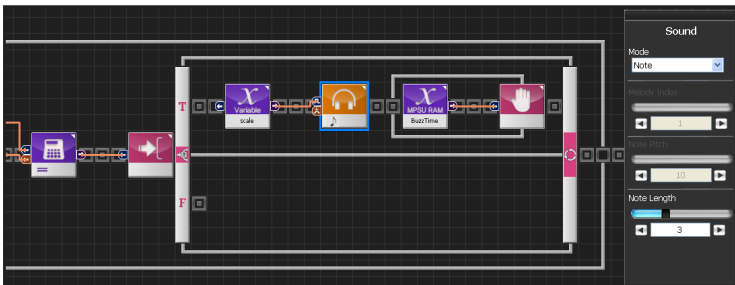 T
Variable
scale
MPSU RAM
BuzzTime
F
Sound
Mode
Note
Melody Index
1
Note Pitch
10
Note Length
3